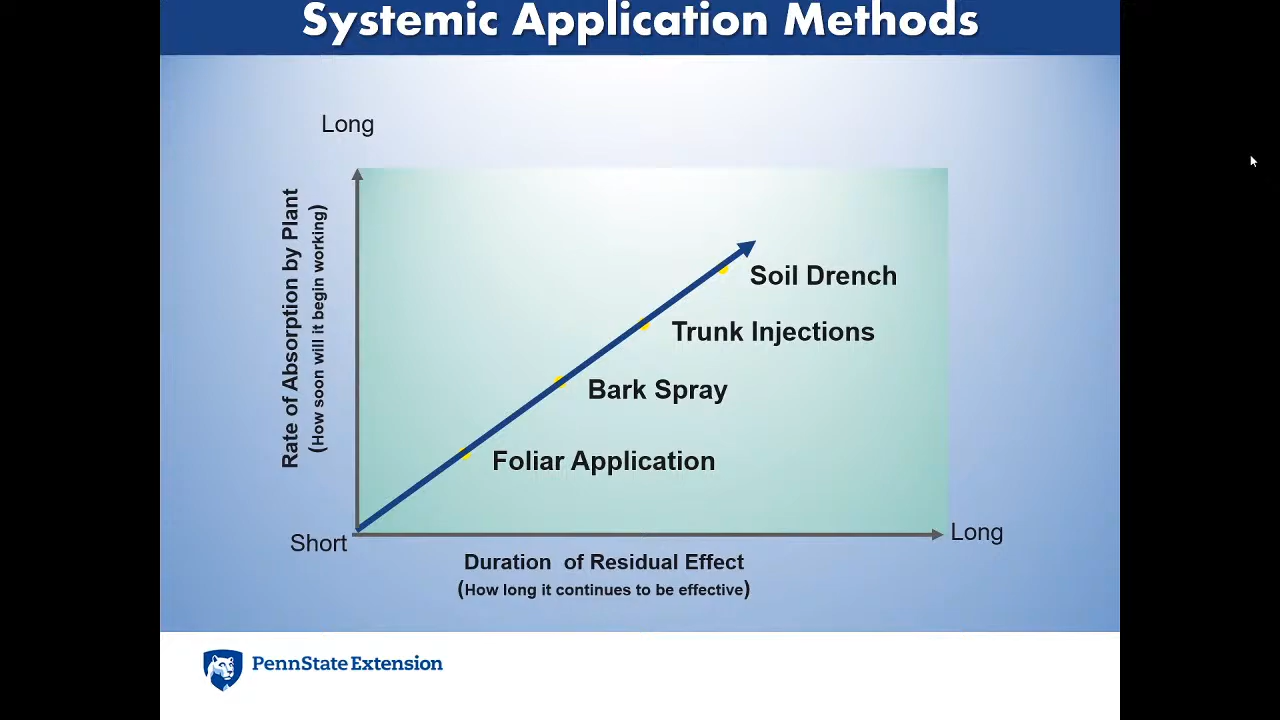 Systemic Application Methods
Long
Rate of Absorption by Plant
(How soon will it begin working)
Soil Drench
Trunk Injections
Bark Spray
Foliar Application
Short
Long
Duration of Residual Effect
(How long it continues to be effective)
PennState Extension